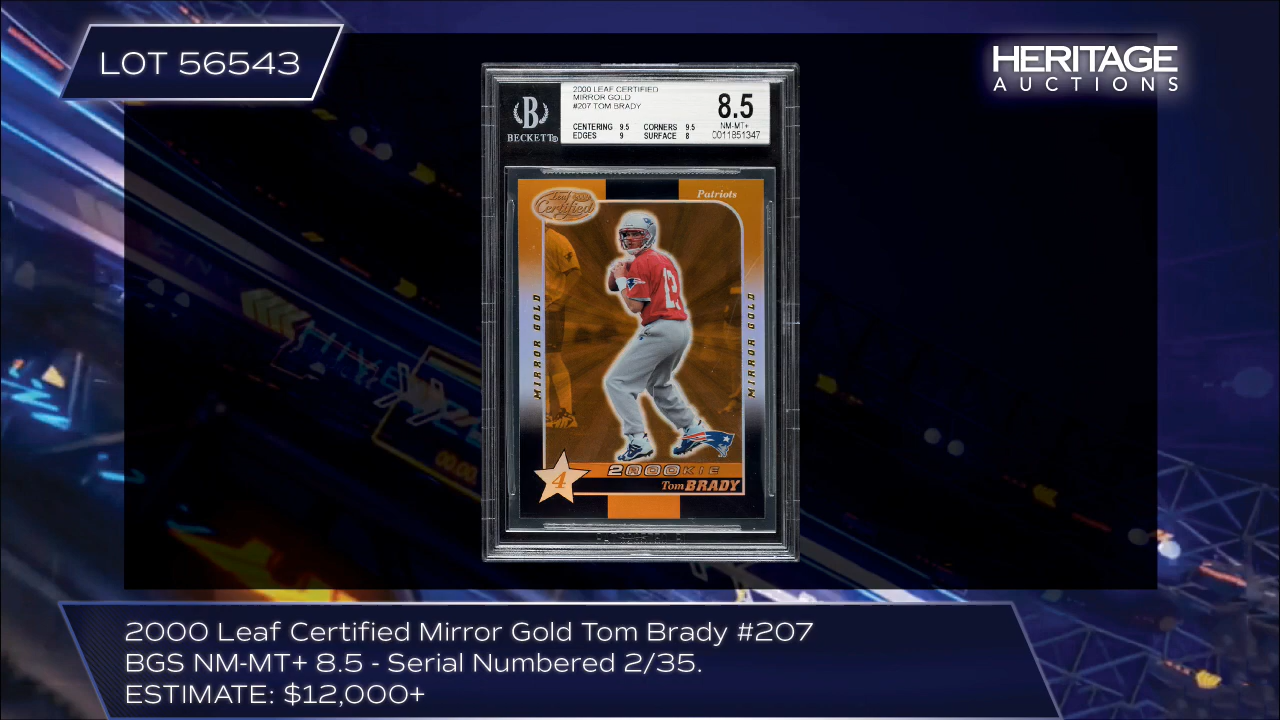 LOT 56543
HERITAGE
AUCTIONS
2000 LEAF CERTIFIED
MIRROR GOLD
#207 TOM BRADY
8.5
NM-MT+
0011851347
CENTERING 9.5 CORNERS 9.5
EDGES 9 SURFACE 8
B
BECKETT®
Leaf
Certified
Patriots
MIRROR GOLD
MIRROR GOLD
12
4
2000KIE
Tom BRADY
2000 Leaf Certified Mirror Gold Tom Brady #207
BGS NM-MT+ 8.5 - Serial Numbered 2/35.
ESTIMATE: $12,000+